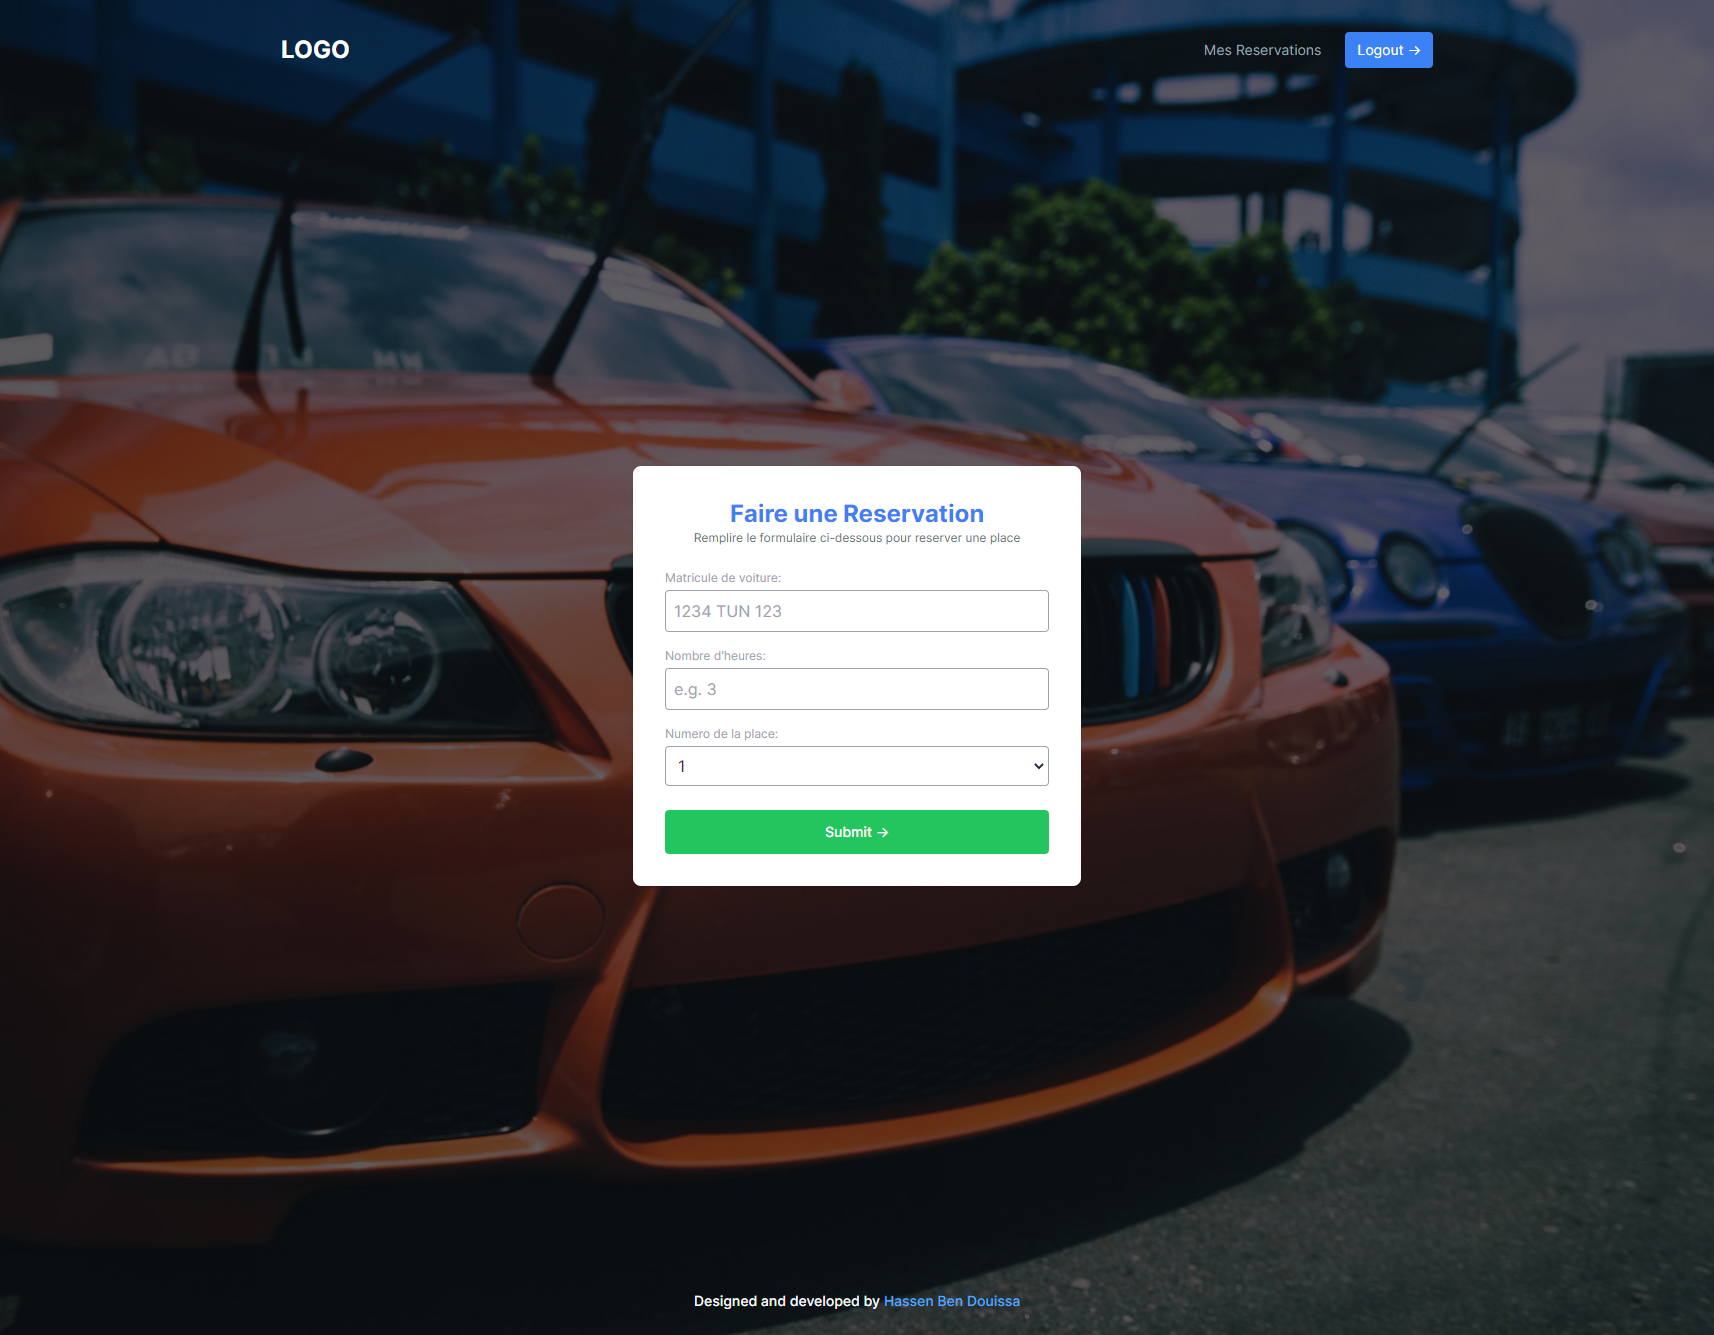 LOGO
Mes Reservations
Logout →
Faire une Reservation
Remplire le formulaire ci-dessous pour reserver une place
Matricule de voiture:
1234 TUN 123
Nombre d'heures:
e.g. 3
Numero de la place:
1
Submit →
Designed and developed by Hassen Ben Douissa